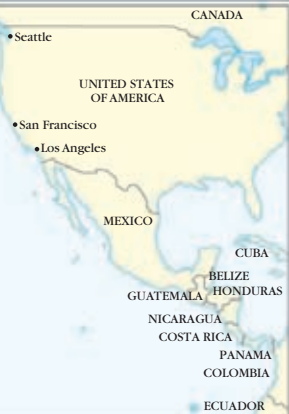 CANADA
Seattle
UNITED STATES
OF AMERICA
San Francisco
Los Angeles
MEXICO
CUBA
BELIZE
GUATEMALA
HONDURAS
NICARAGUA
COSTA RICA
PANAMA
COLOMBIA
ECUADOR